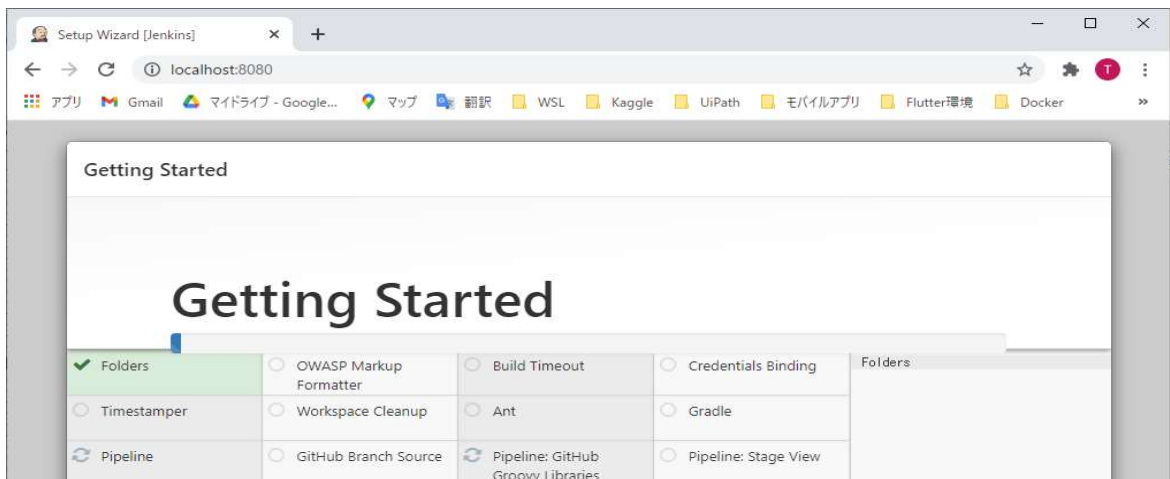 Setup Wizard [Jenkins]
localhost:8080
T
アプリ Gmail マイドライブ - Google... マップ 翻訳 WSL Kaggle UiPath モバイルアプリ Flutter環境 Docker
Getting Started
Getting Started
Folders OWASP Markup Formatter Build Timeout Credentials Binding Folders
Timestamper Workspace Cleanup Ant Gradle
Pipeline GitHub Branch Source Pipeline: GitHub Groovy Libraries Pipeline: Stage View